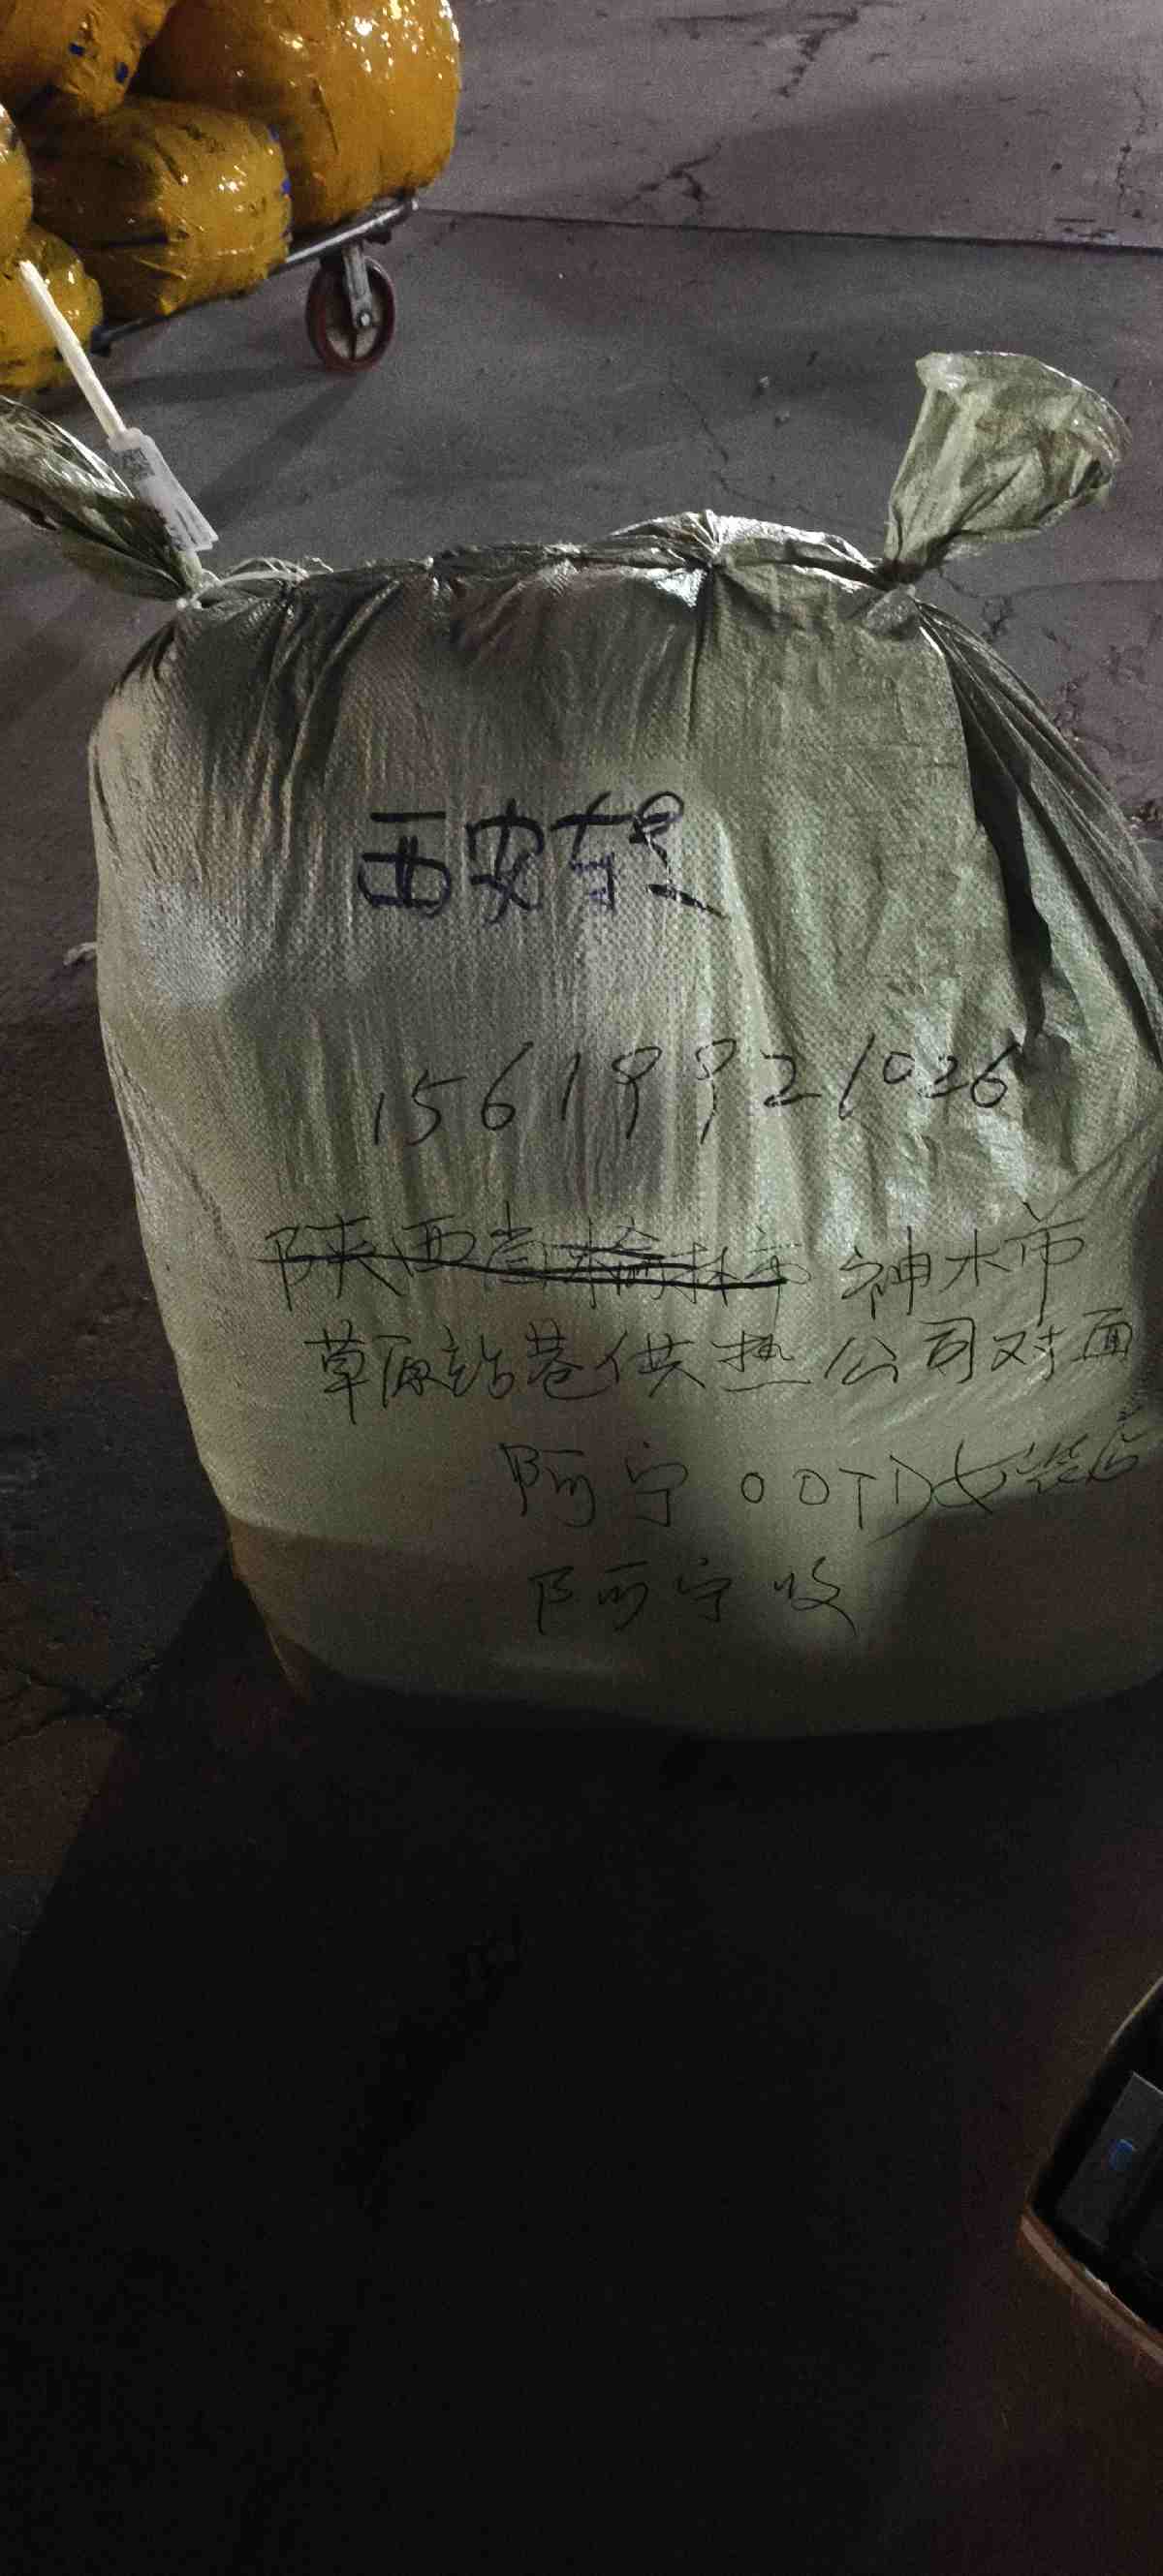 西安转
15619921026
陕西省榆林市 神木市
草原站巷供热公司对面
阿宁 OOTD女装店
阿宁收